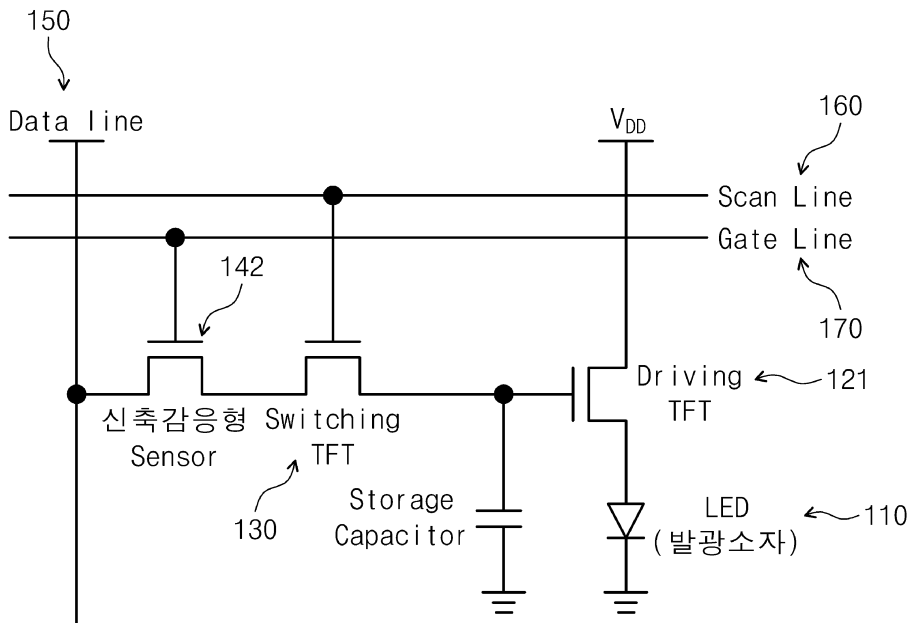 150
Data line
V_DD
160
Scan Line
Gate Line
170
142
신축감응형
Sensor
Switching
TFT
130
Driving
TFT
121
Storage
Capacitor
LED
(발광소자)
110